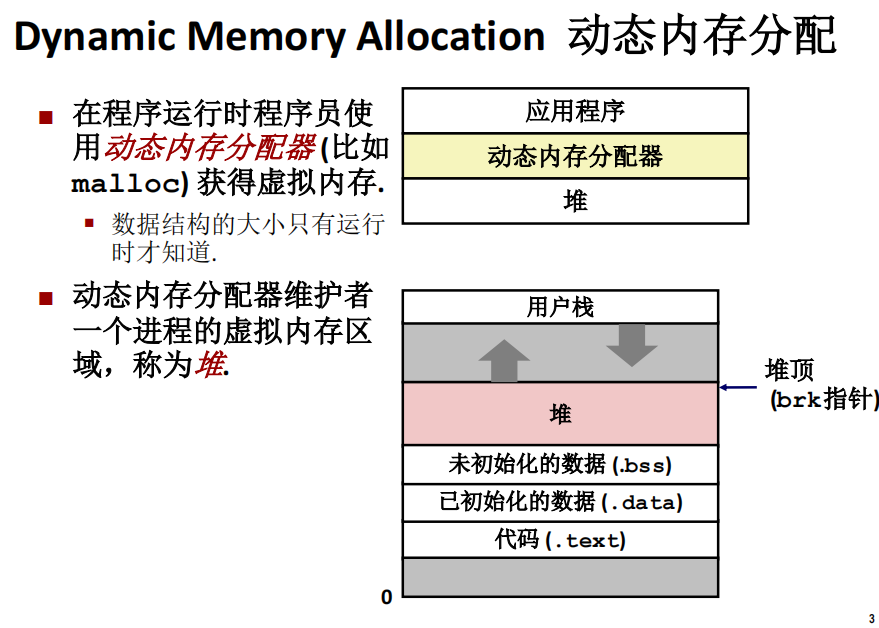 Dynamic Memory Allocation 动态内存分配
在程序运行时程序员使
用动态内存分配器 (比如
malloc) 获得虚拟内存.
数据结构的大小只有运行
时才知道.
动态内存分配器维护者
一个进程的虚拟内存区
域，称为堆.
应用程序
动态内存分配器
堆
用户栈
堆
未初始化的数据 (.bss)
已初始化的数据 (.data)
代码 (.text)
0
堆顶
(brk指针)
3